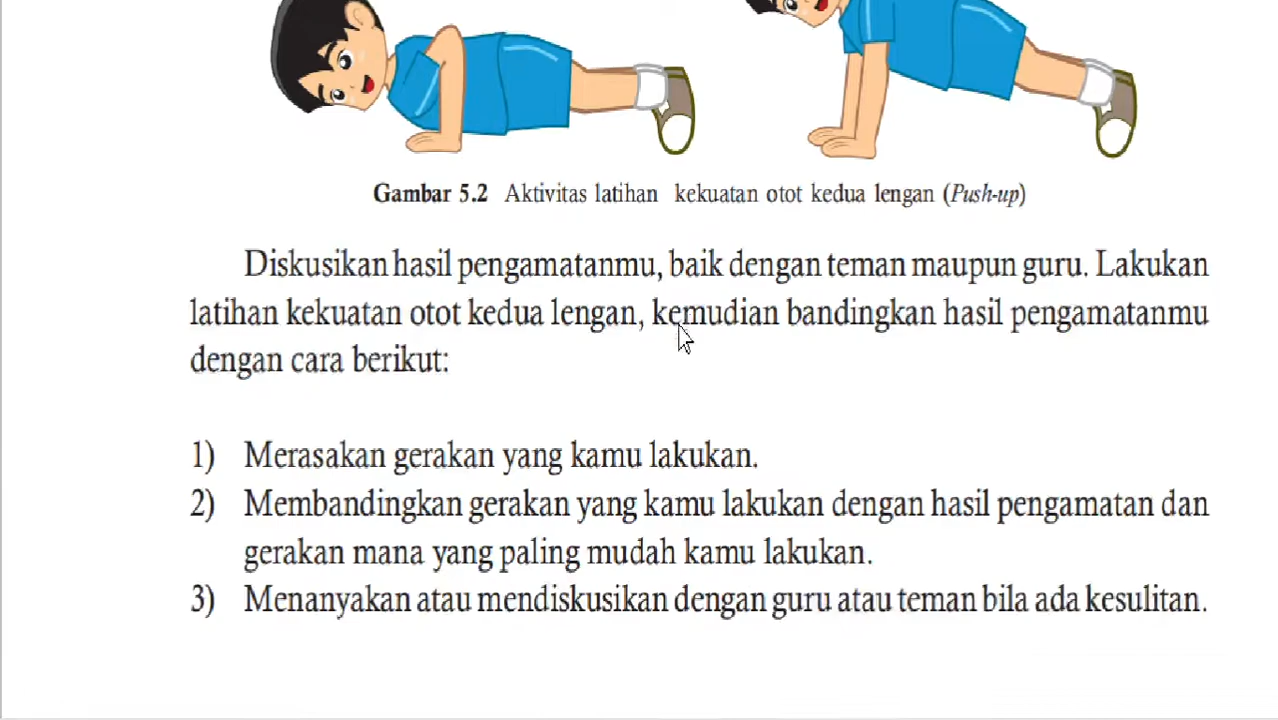 Gambar 5.2 Aktivitas latihan kekuatan otot kedua lengan (Push-up)
Diskusikan hasil pengamatanmu, baik dengan teman maupun guru. Lakukan
latihan kekuatan otot kedua lengan, kemudian bandingkan hasil pengamatanmu
dengan cara berikut:
1) Merasakan gerakan yang kamu lakukan.
2) Membandingkan gerakan yang kamu lakukan dengan hasil pengamatan dan
gerakan mana yang paling mudah kamu lakukan.
3) Menanyakan atau mendiskusikan dengan guru atau teman bila ada kesulitan.